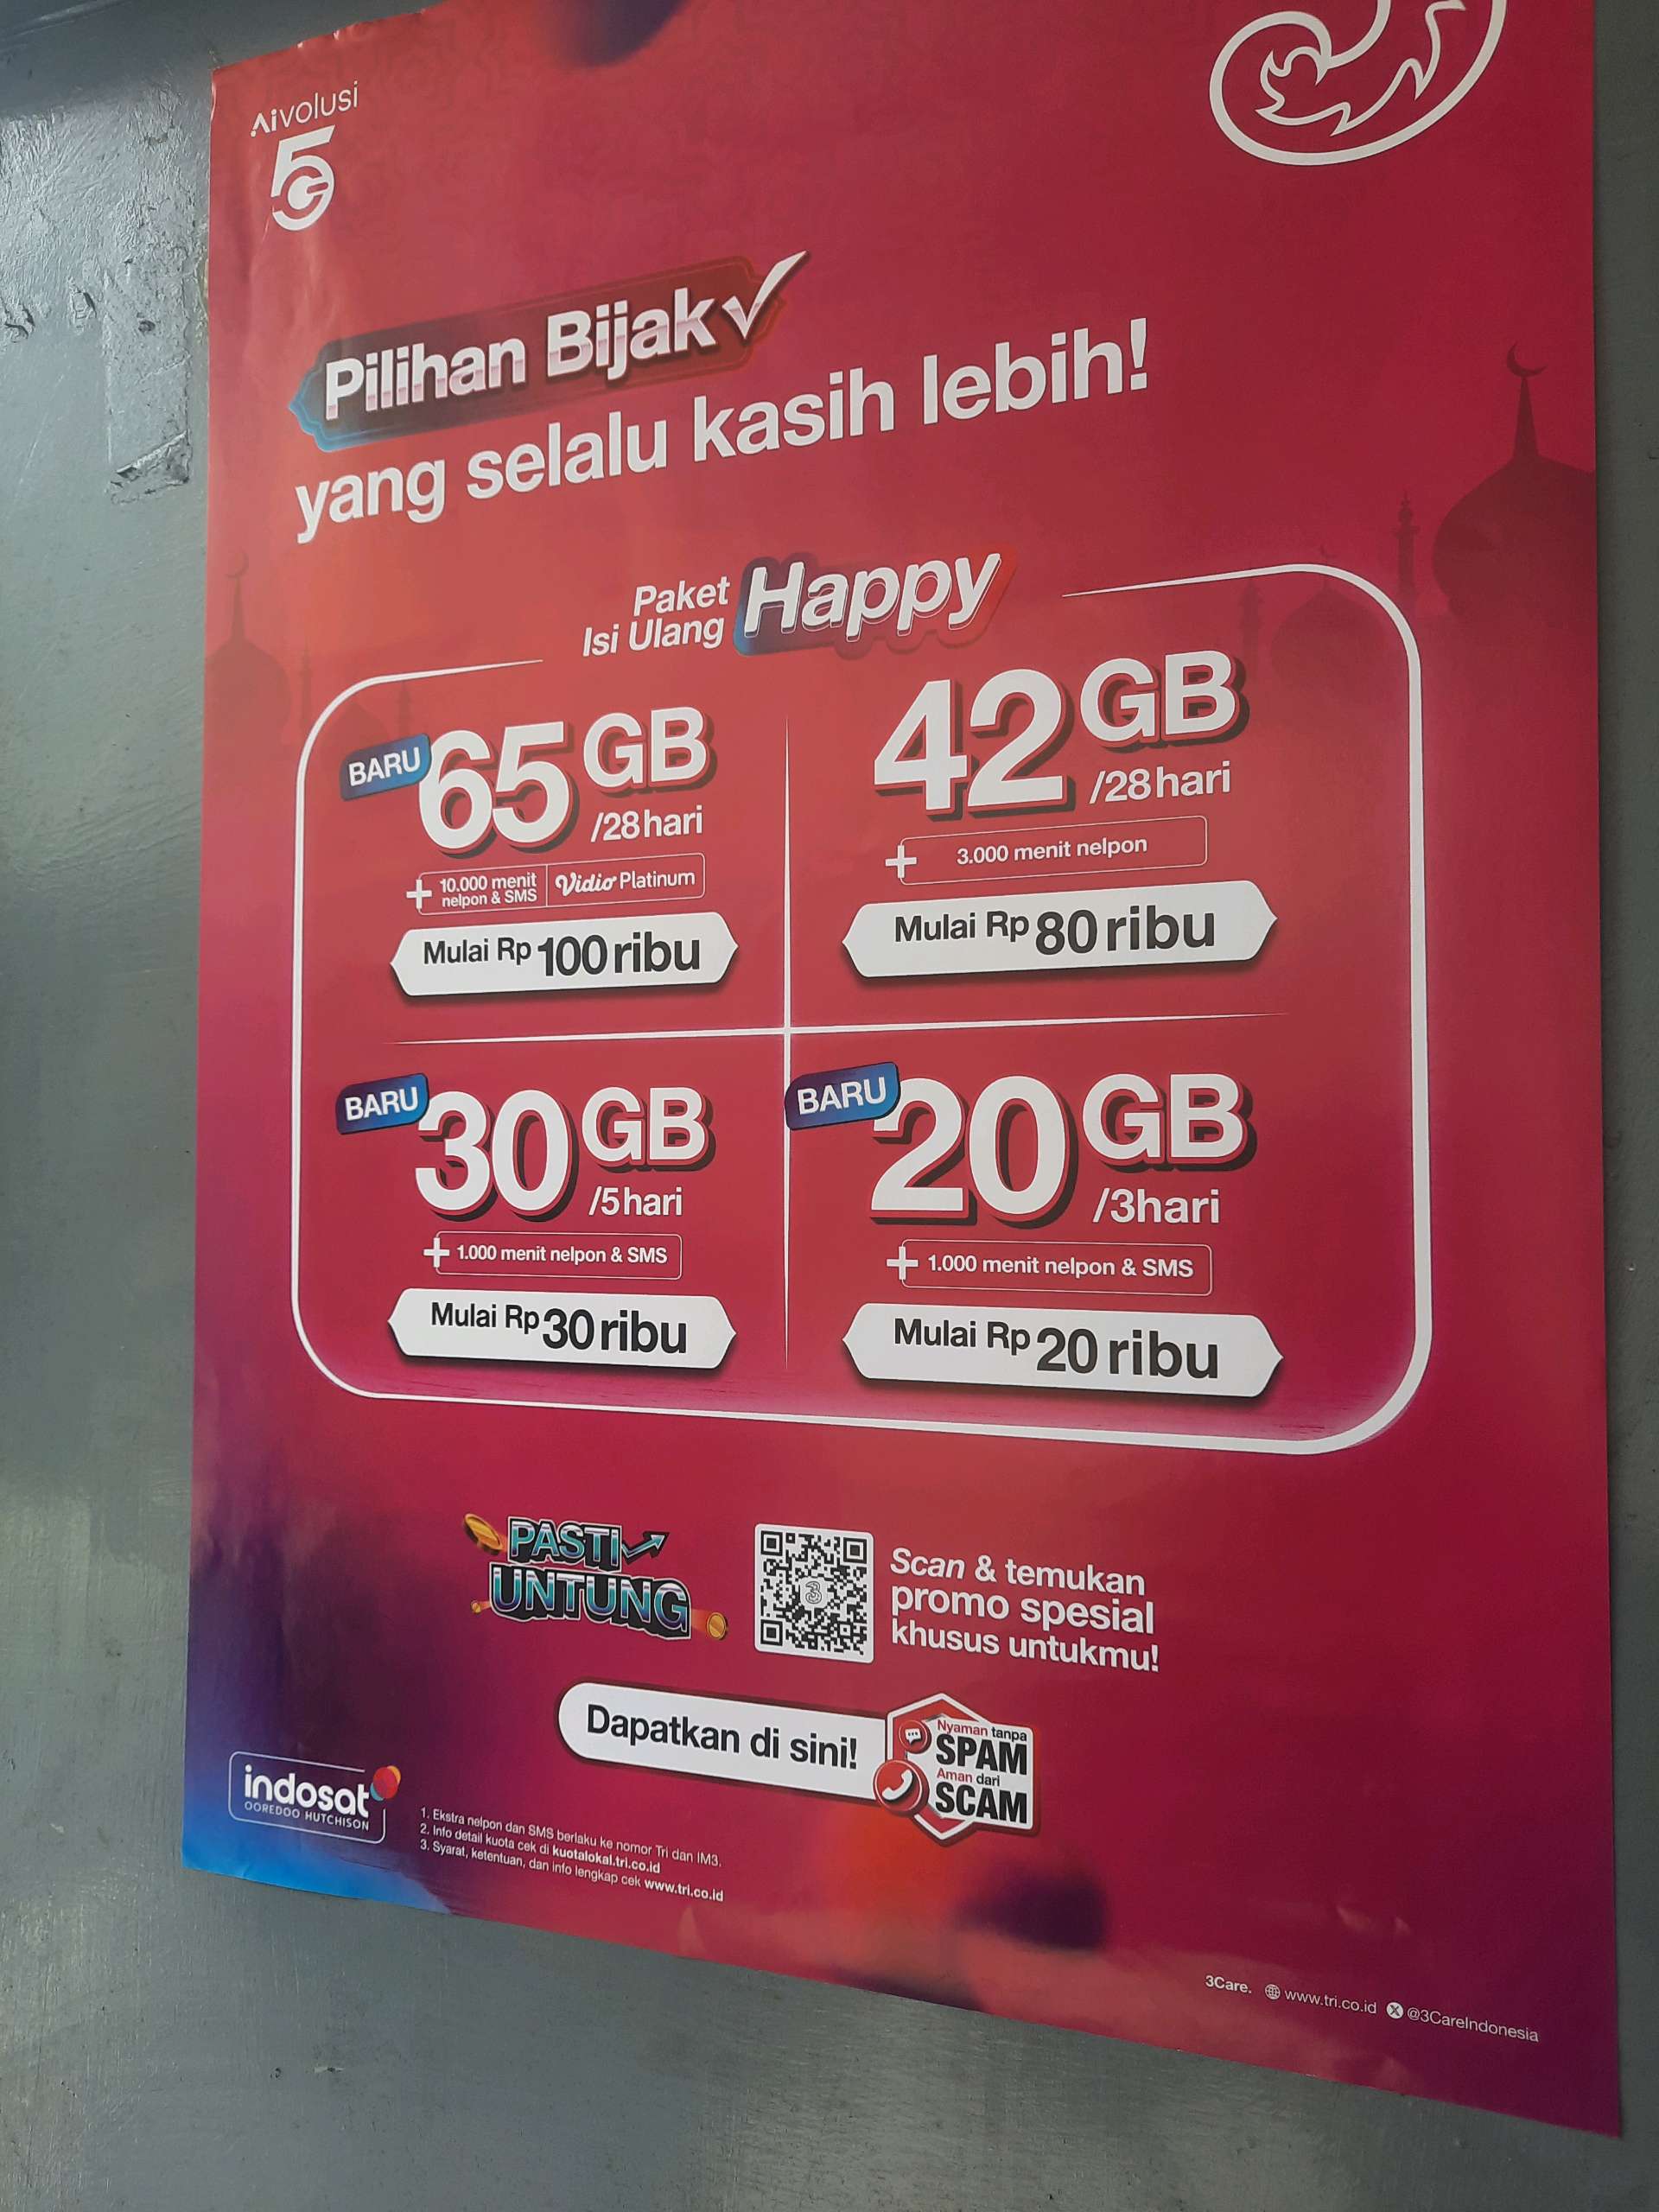 Aivolusi
5G
Pilihan Bijak
yang selalu kasih lebih!
Paket
Isi Ulang
Happy
BARU
65 GB
/28 hari
+ 10.000 menit
nelpon & SMS
Vidio Platinum
Mulai Rp 100 ribu
42 GB
/28 hari
+ 3.000 menit nelpon
Mulai Rp 80 ribu
BARU
30 GB
/5 hari
+ 1.000 menit nelpon & SMS
Mulai Rp 30 ribu
BARU
20 GB
/3 hari
+ 1.000 menit nelpon & SMS
Mulai Rp 20 ribu
PASTI
UNTUNG
3
Scan & temukan
promo spesial
khusus untukmu!
Dapatkan di sini!
Nyaman tanpa
SPAM
Aman dari
SCAM
indosat
OOREDOO HUTCHISON
1. Ekstra nelpon dan SMS berlaku ke nomor Tri dan IM3.
2. Info detail kuota cek di kuotalokal.tri.co.id
3. Syarat, ketentuan, dan info lengkap cek www.tri.co.id
3Care. www.tri.co.id X @3CareIndonesia